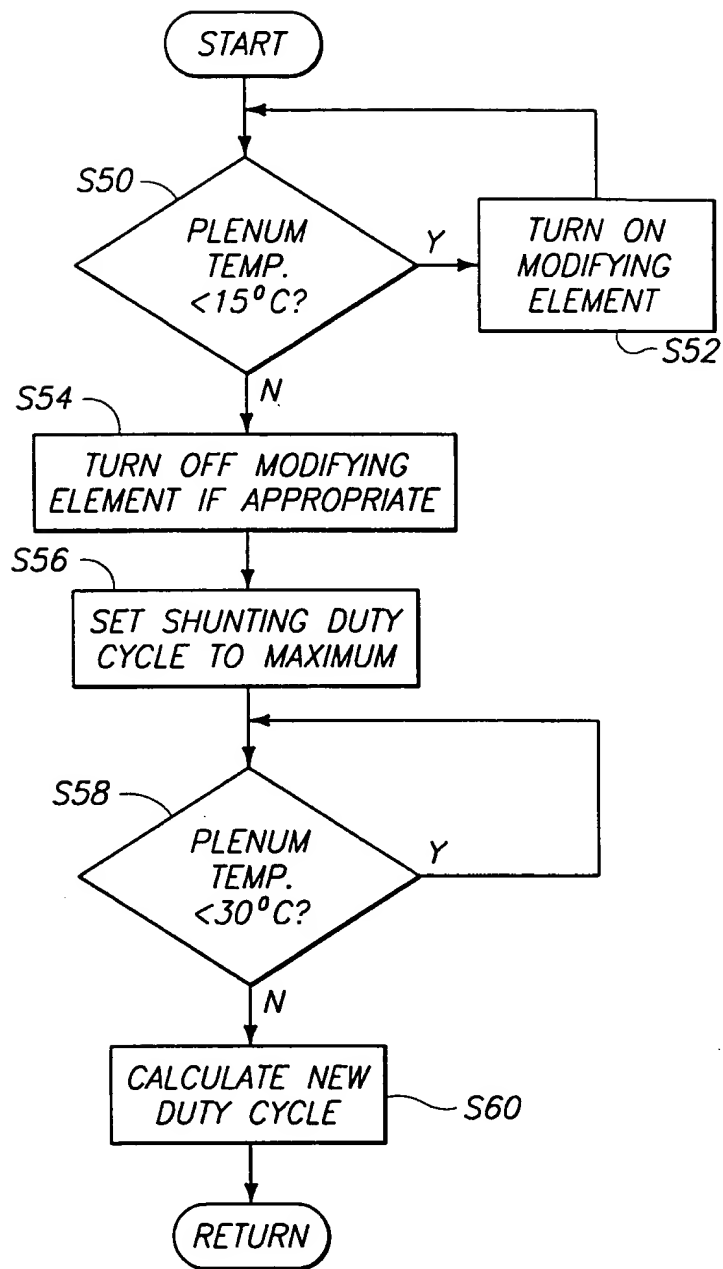 START
S50
PLENUM
TEMP.
<15°C?
Y
TURN ON
MODIFYING
ELEMENT
S52
N
S54
TURN OFF MODIFYING
ELEMENT IF APPROPRIATE
S56
SET SHUNTING DUTY
CYCLE TO MAXIMUM
S58
PLENUM
TEMP.
<30°C?
Y
N
CALCULATE NEW
DUTY CYCLE
S60
RETURN